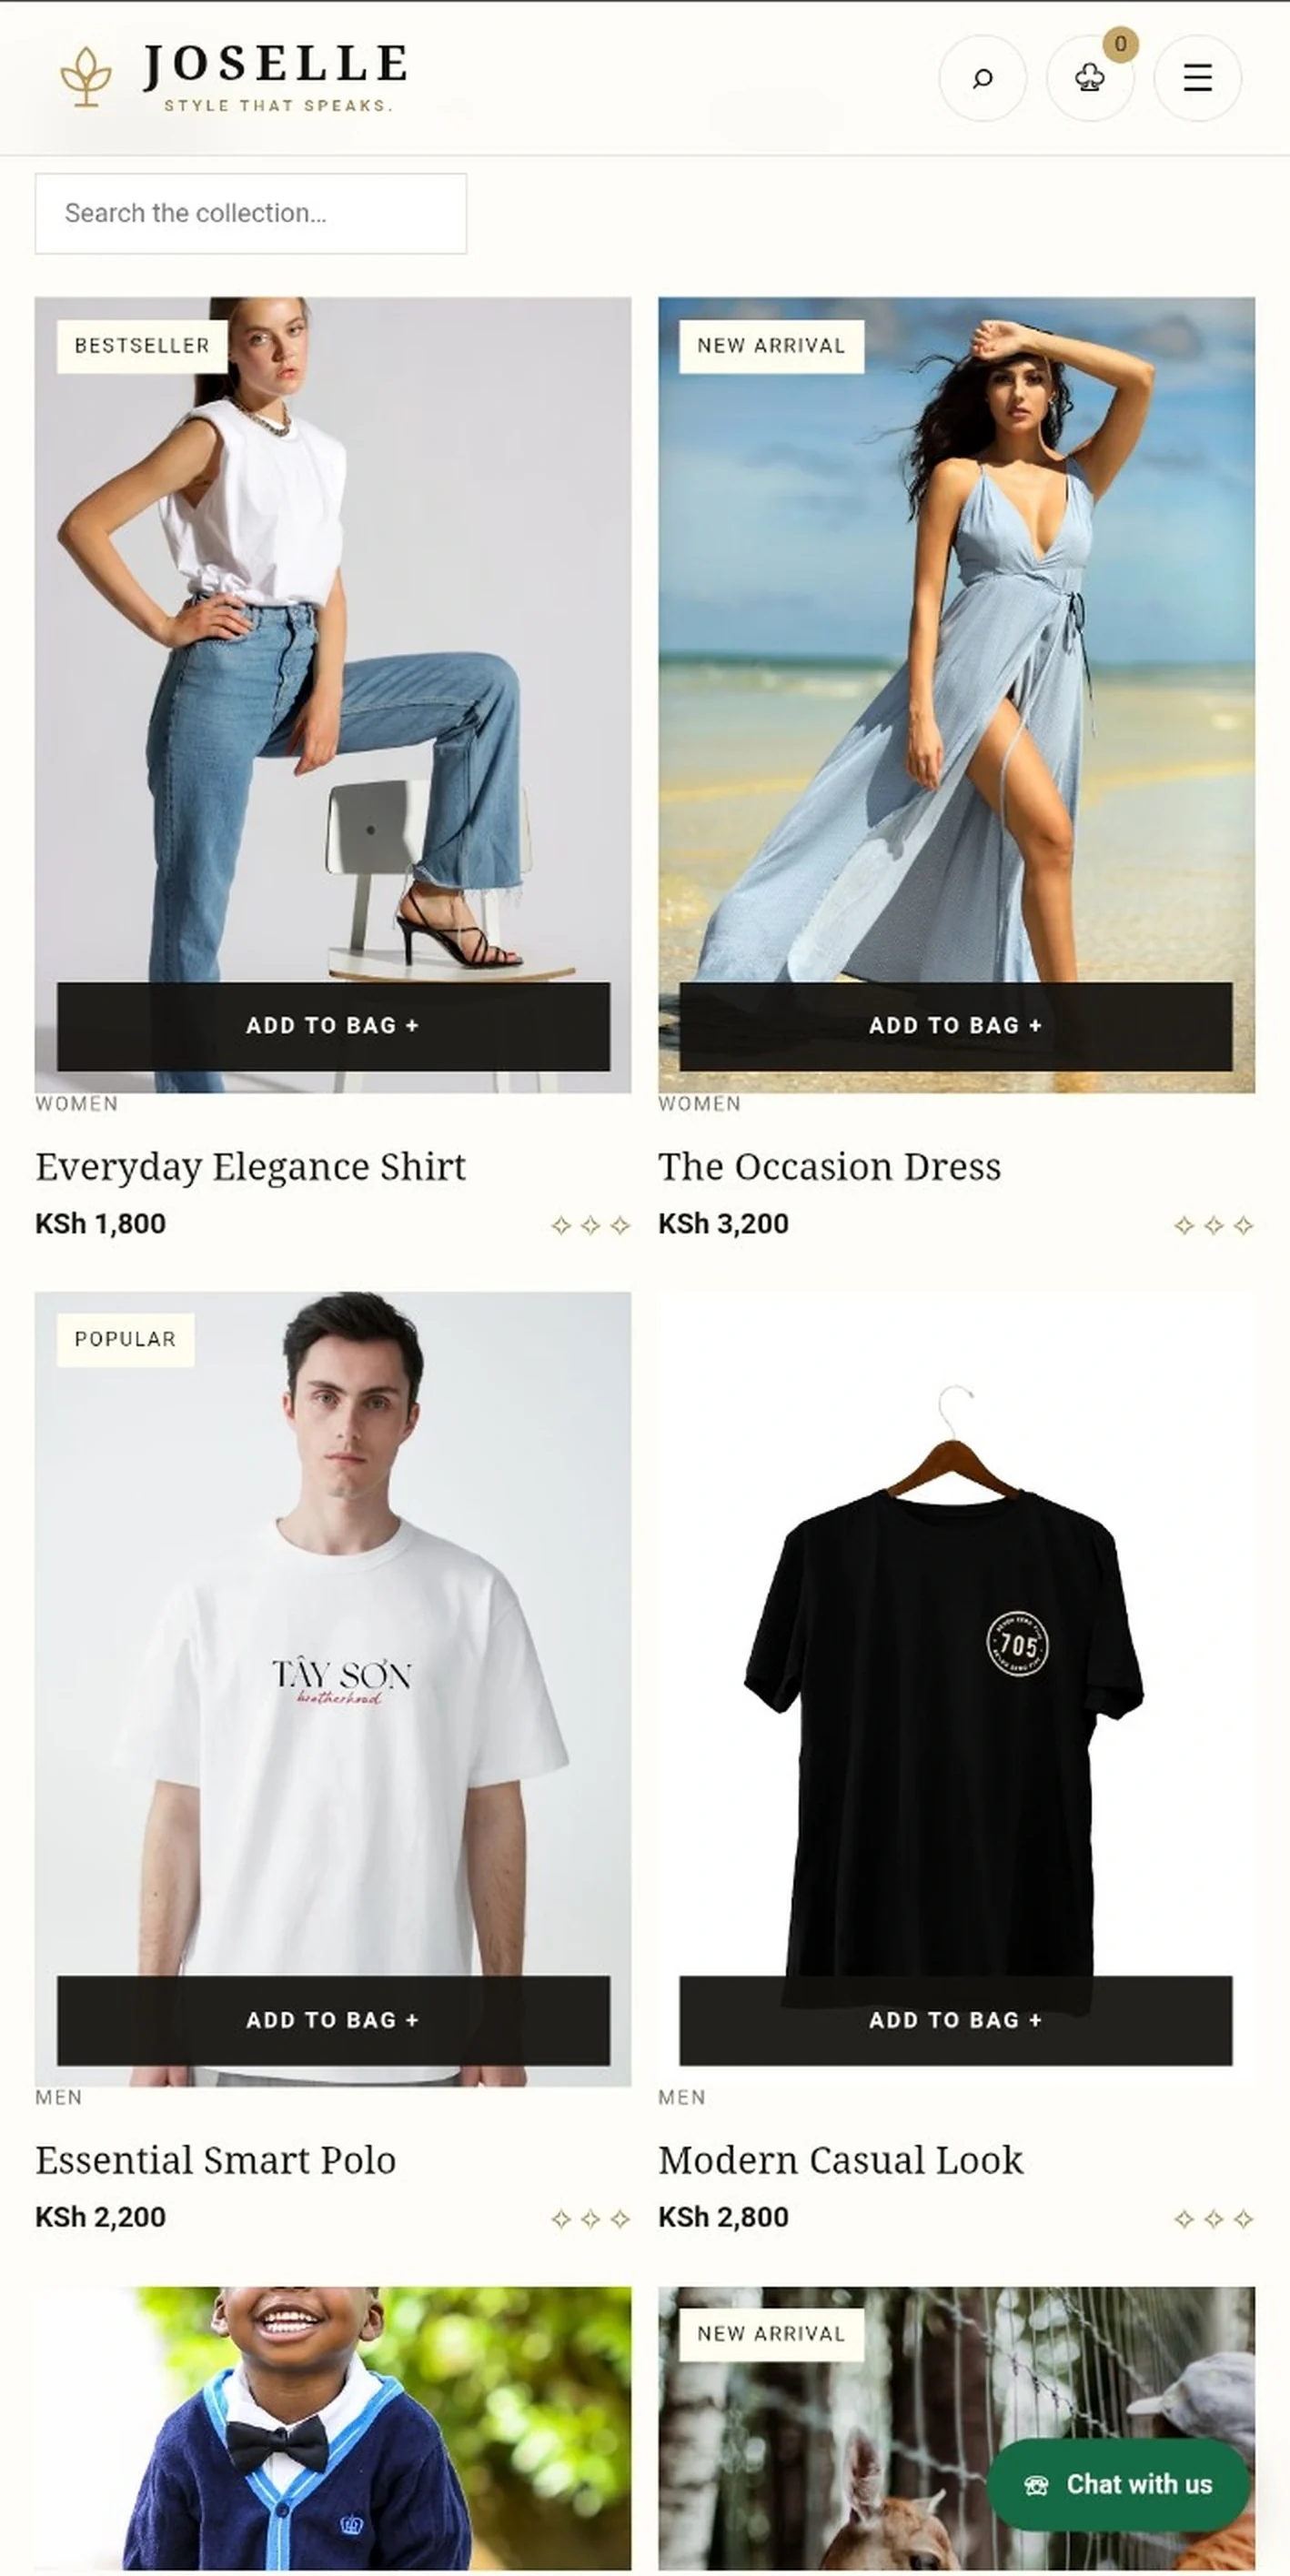 JOSELLE
STYLE THAT SPEAKS.
0
Search the collection...
BESTSELLER
NEW ARRIVAL
ADD TO BAG +
ADD TO BAG +
WOMEN
WOMEN
Everyday Elegance Shirt
The Occasion Dress
KSh 1,800
KSh 3,200
POPULAR
TÂY SƠN
brotherhood
705
ADD TO BAG +
ADD TO BAG +
MEN
MEN
Essential Smart Polo
Modern Casual Look
KSh 2,200
KSh 2,800
NEW ARRIVAL
Chat with us